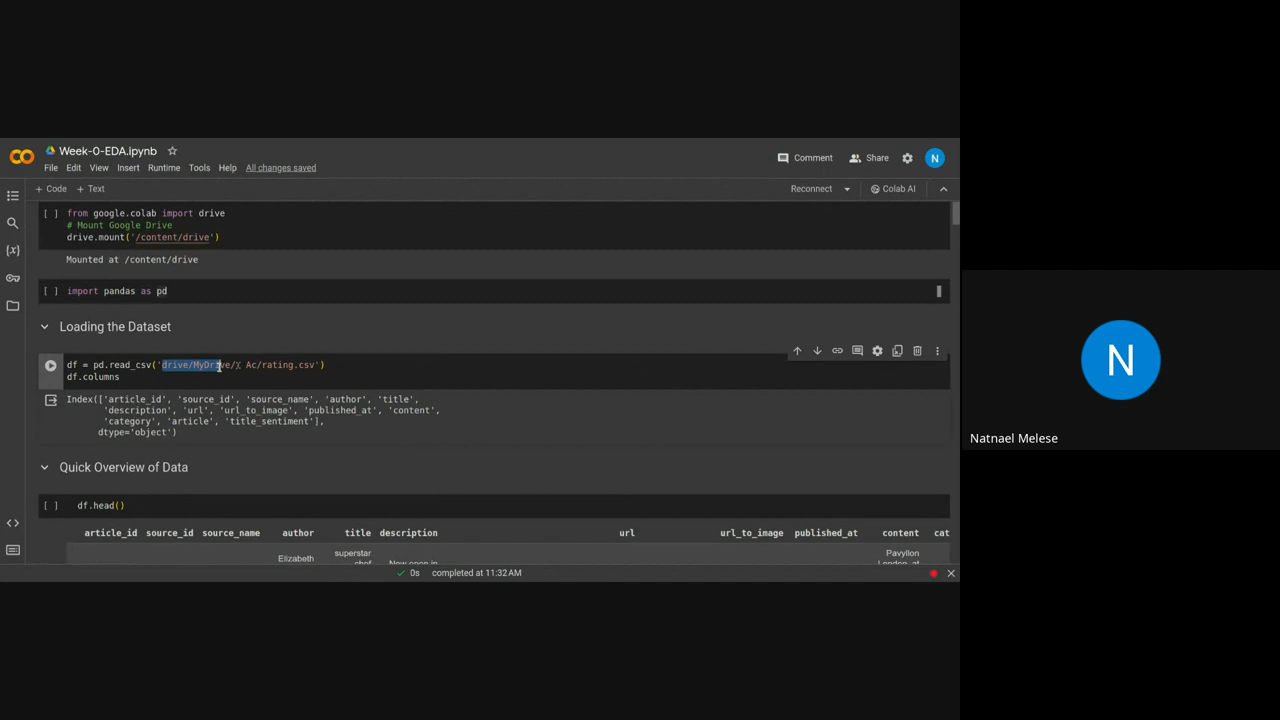 Week-0-EDA.ipynb
File Edit View Insert Runtime Tools Help All changes saved
Comment Share N
+ Code + Text
Reconnect Colab AI
[ ] from google.colab import drive
# Mount Google Drive
drive.mount('/content/drive')
Mounted at /content/drive
[ ] import pandas as pd
Loading the Dataset
df = pd.read_csv('drive/MyDrive/ Ac/rating.csv')
df.columns
Index(['article_id', 'source_id', 'source_name', 'author', 'title',
'description', 'url', 'url_to_image', 'published_at', 'content',
'category', 'article', 'title_sentiment'],
dtype='object')
Quick Overview of Data
[ ] df.head()
article_id source_id source_name author title description url url_to_image published_at content cat
Elizabeth superstar Pavyllon
0s completed at 11:32 AM
N
Natnael Melese